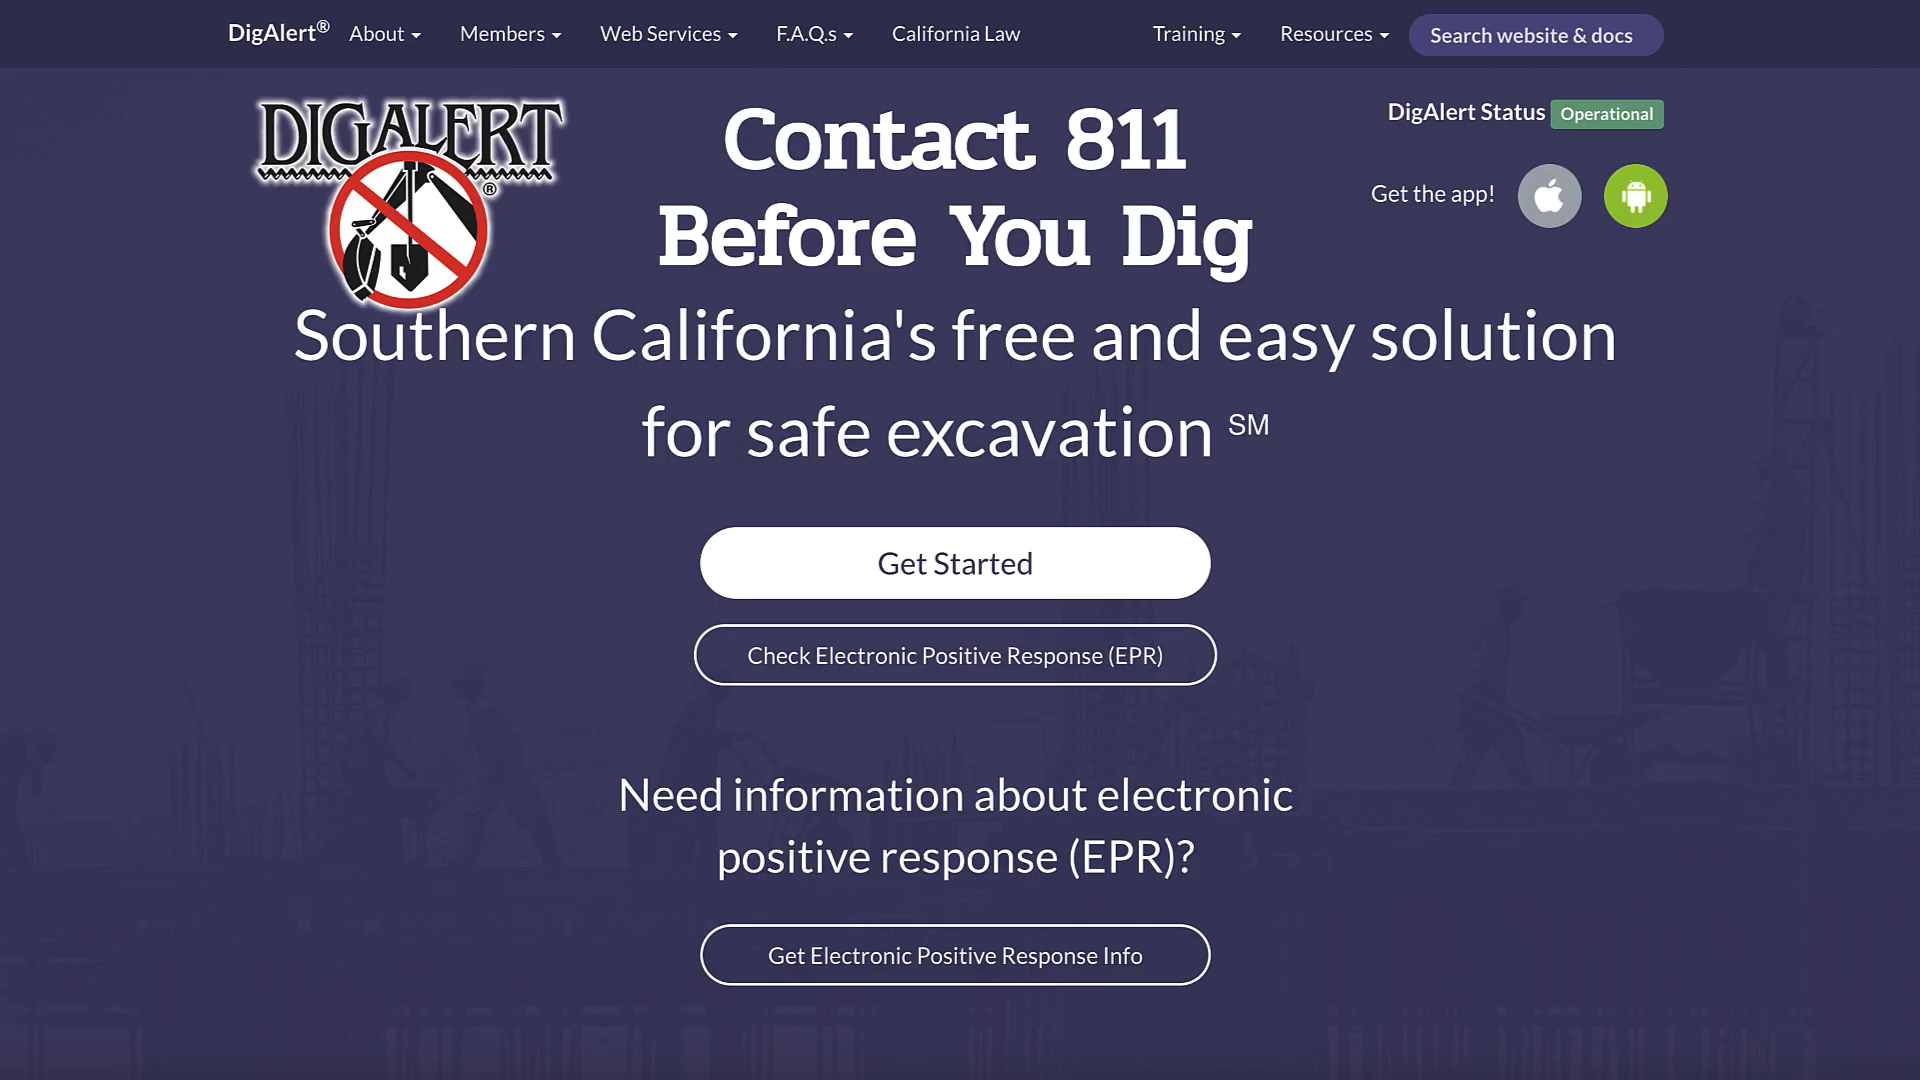 DigAlert® About Members Web Services F.A.Q.s California Law Training Resources Search website & docs
DIGALERT
®
Contact 811
Before You Dig
DigAlert Status Operational
Get the app!
Southern California's free and easy solution
for safe excavation SM
Get Started
Check Electronic Positive Response (EPR)
Need information about electronic
positive response (EPR)?
Get Electronic Positive Response Info